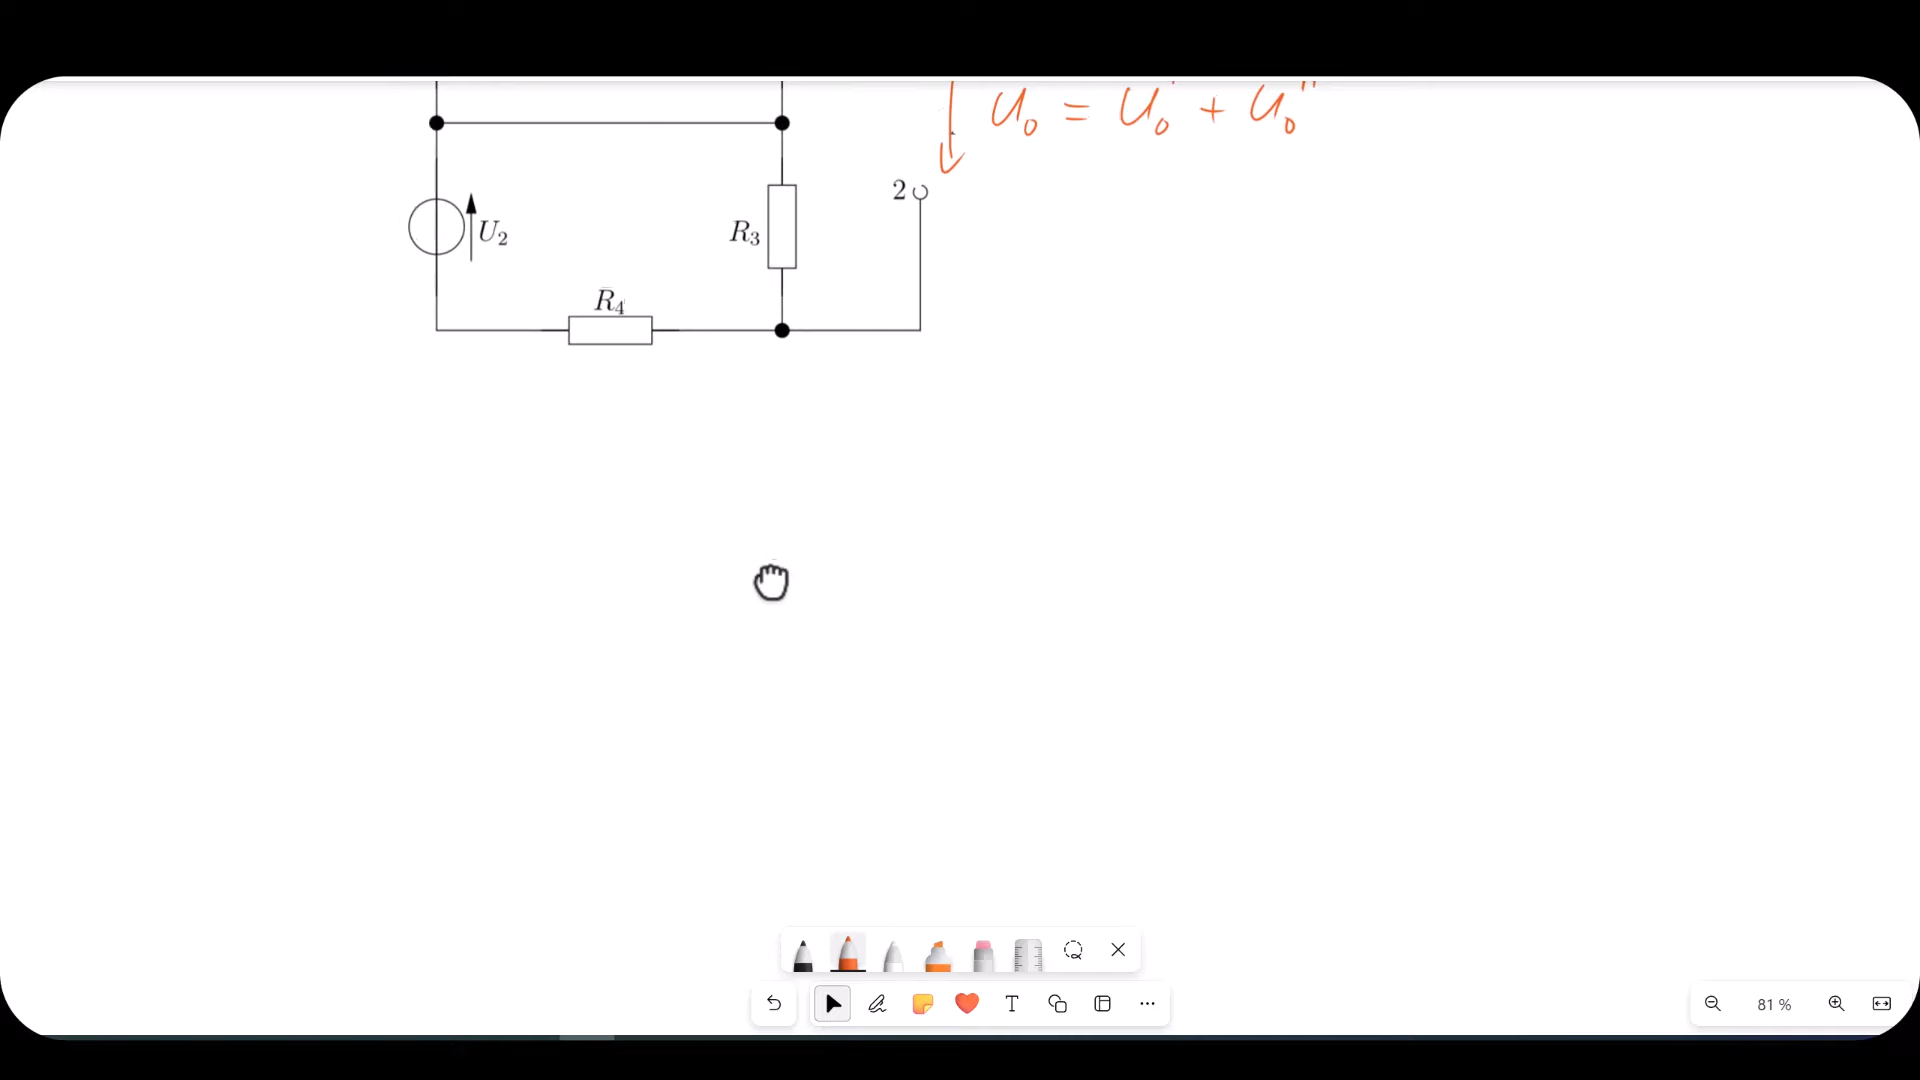 U₀ = U₀' + U₀''
2
U₂
R₃
R₄
81 %